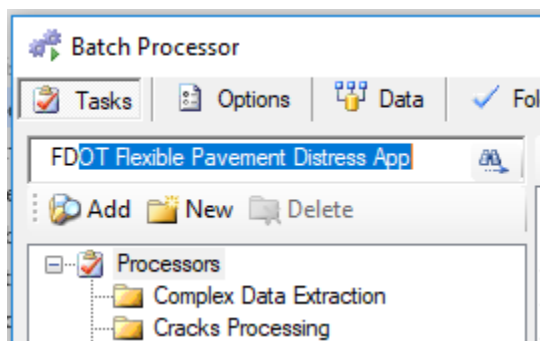 Batch Processor
Tasks Options Data Fol
FDOT Flexible Pavement Distress App
Add New Delete
Processors
Complex Data Extraction
Cracks Processing